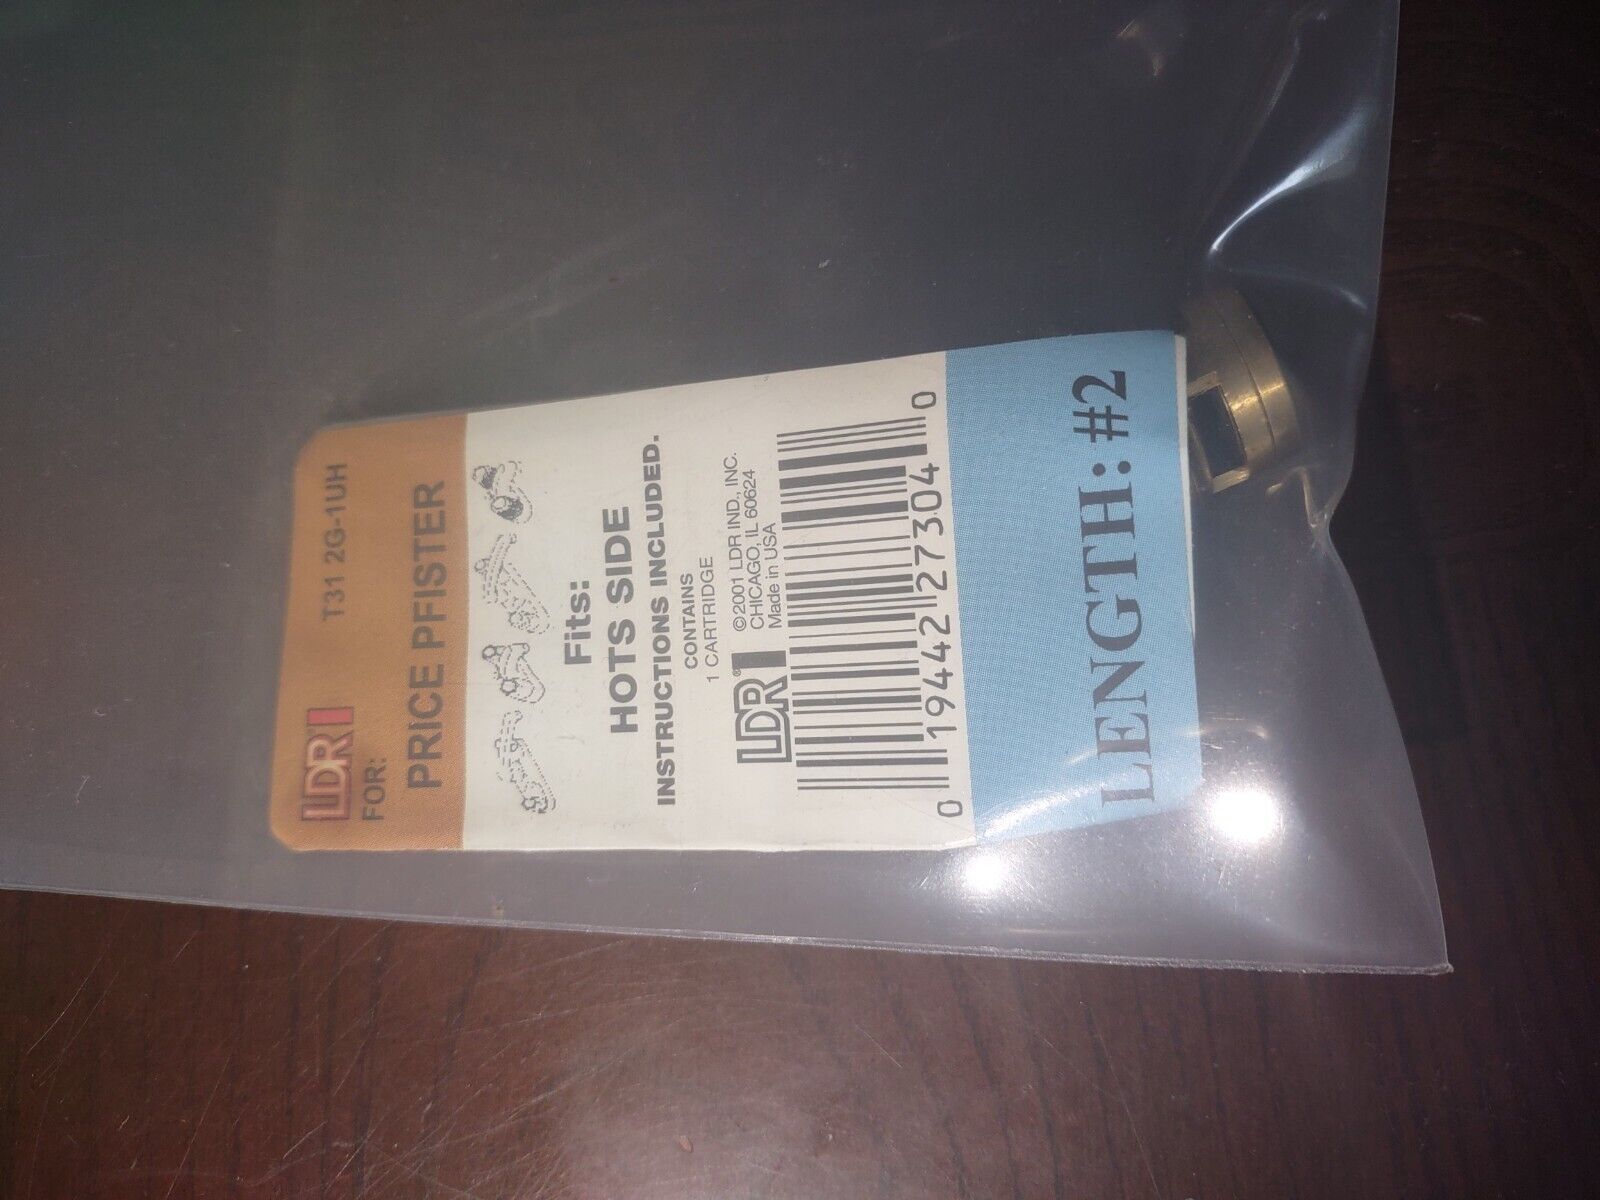 LDR
T31 2G-1UH
FOR:
PRICE PFISTER
Fits:
HOTS SIDE
INSTRUCTIONS INCLUDED.
CONTAINS
1 CARTRIDGE
LDR®
©2001 LDR IND., INC.
CHICAGO, IL 60624
Made in USA
0 19442 27304 0
LENGTH: #2